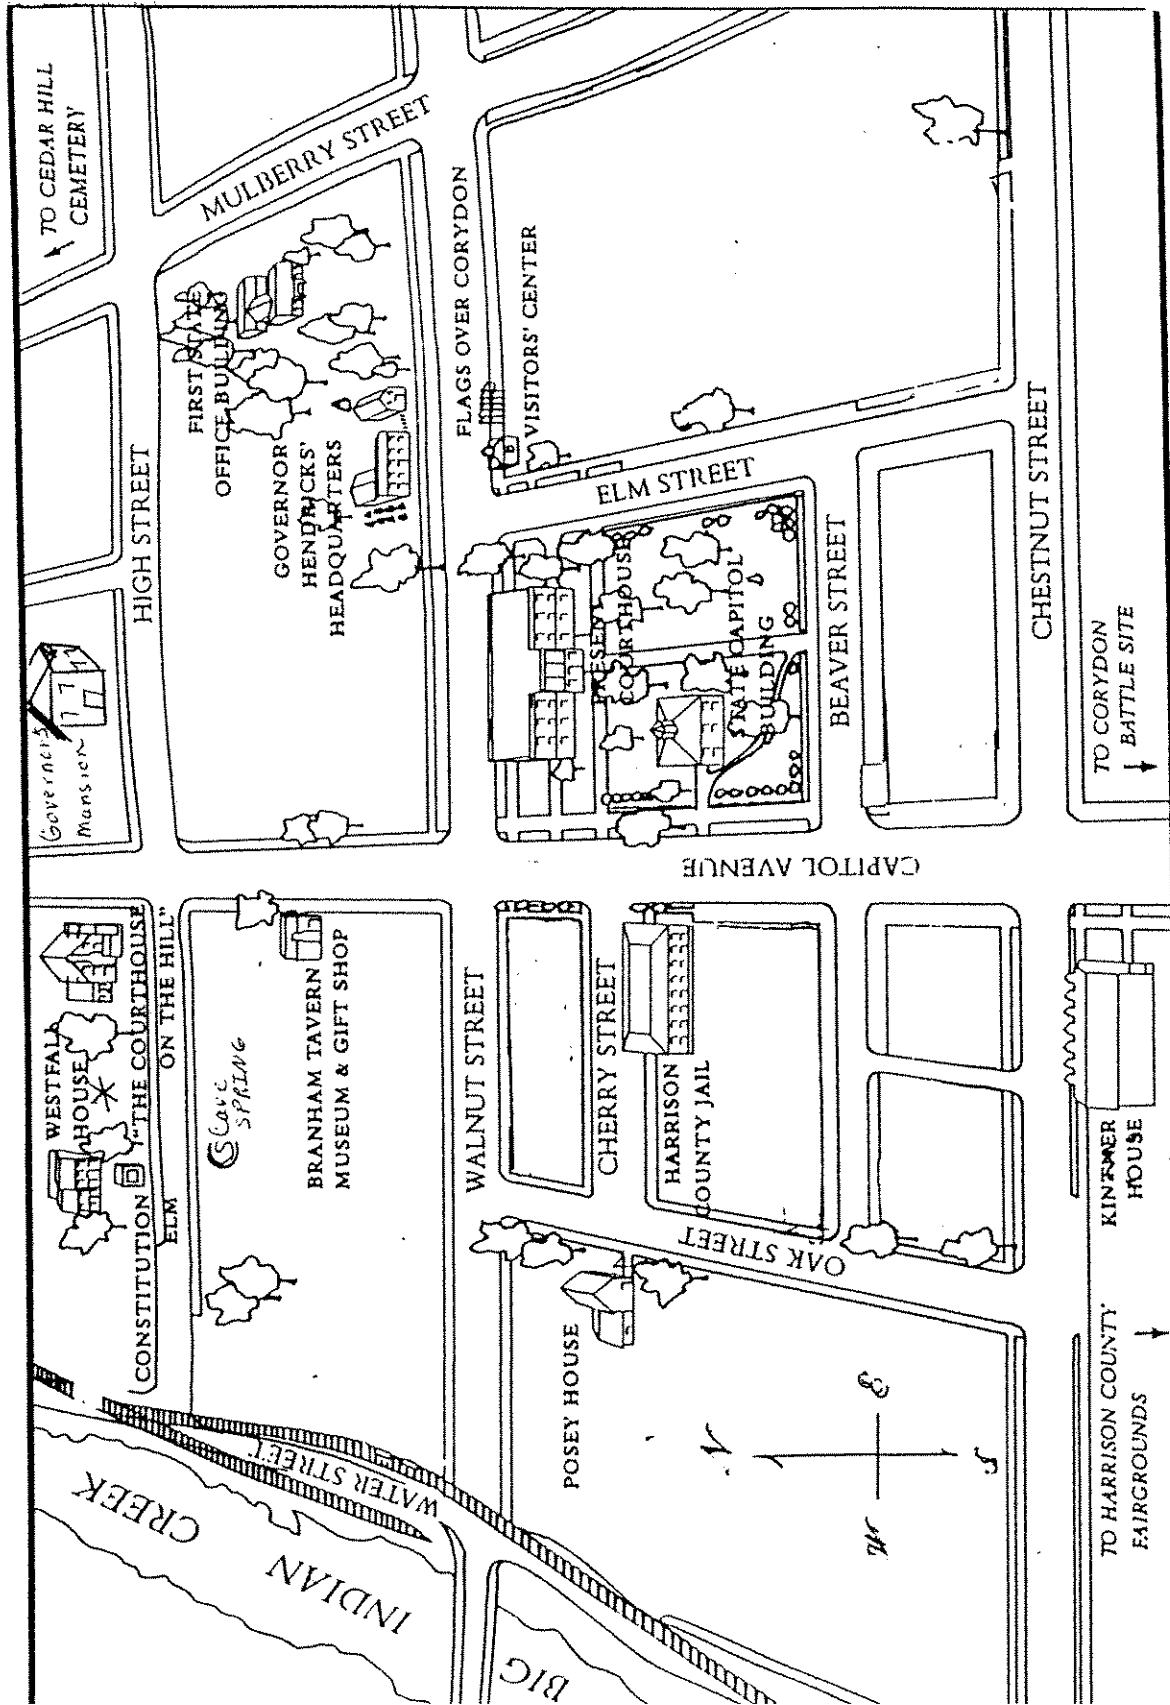 TO CEDAR HILL
CEMETERY
MULBERRY STREET
HIGH STREET
FIRST STATE
OFFICE BUILDING
GOVERNOR
HENDRICKS'
HEADQUARTERS
FLAGS OVER CORYDON
VISITORS' CENTER
ELM STREET
PRESENT
COURTHOUSE
STATE CAPITOL
BUILDING
BEAVER STREET
CHESTNUT STREET
TO CORYDON
BATTLE SITE
Governors
Mansion
CAPITOL AVENUE
WESTFALL
HOUSE
"THE COURTHOUSE
ON THE HILL"
CONSTITUTION
ELM
Slave
SPRING
BRANHAM TAVERN
MUSEUM & GIFT SHOP
WALNUT STREET
CHERRY STREET
HARRISON
COUNTY JAIL
OAK STREET
KINTNER
HOUSE
POSEY HOUSE
N
E
S
W
TO HARRISON COUNTY
FAIRGROUNDS
WATER STREET
BIG
INDIAN
CREEK